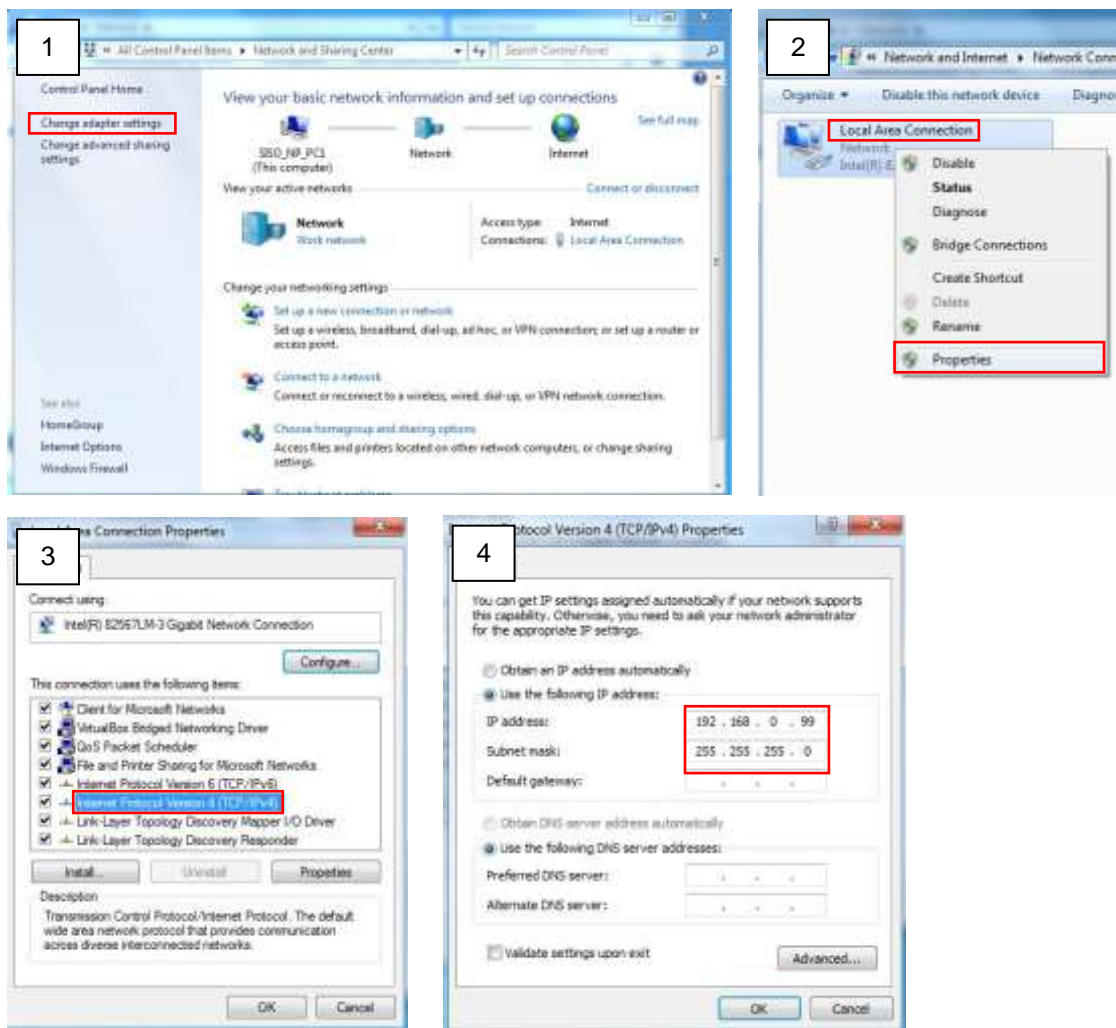 1
« All Control Panel Items ▸ Network and Sharing Center
Search Control Panel
Control Panel Home
Change adapter settings
Change advanced sharing
settings
See also
HomeGroup
Internet Options
Windows Firewall
View your basic network information and set up connections
See full map
SISO_NP_PC1
(This computer)
Network
Internet
View your active networks
Connect or disconnect
Network
Work network
Access type: Internet
Connections: Local Area Connection
Change your networking settings
Set up a new connection or network
Set up a wireless, broadband, dial-up, ad hoc, or VPN connection; or set up a router or
access point.
Connect to a network
Connect or reconnect to a wireless, wired, dial-up, or VPN network connection.
Choose homegroup and sharing options
Access files and printers located on other network computers, or change sharing
settings.
Troubleshoot problems
2
« Network and Internet ▸ Network Conn
Organize
Disable this network device
Diagno
Local Area Connection
Network
Intel(R) 8
Disable
Status
Diagnose
Bridge Connections
Create Shortcut
Delete
Rename
Properties
3
Area Connection Properties
Connect using:
Intel(R) 82567LM-3 Gigabit Network Connection
Configure...
This connection uses the following items:
Client for Microsoft Networks
VirtualBox Bridged Networking Driver
QoS Packet Scheduler
File and Printer Sharing for Microsoft Networks
Internet Protocol Version 6 (TCP/IPv6)
Internet Protocol Version 4 (TCP/IPv4)
Link-Layer Topology Discovery Mapper I/O Driver
Link-Layer Topology Discovery Responder
Install...
Uninstall
Properties
Description
Transmission Control Protocol/Internet Protocol. The default
wide area network protocol that provides communication
across diverse interconnected networks.
OK
Cancel
4
otocol Version 4 (TCP/IPv4) Properties
You can get IP settings assigned automatically if your network supports
this capability. Otherwise, you need to ask your network administrator
for the appropriate IP settings.
Obtain an IP address automatically
Use the following IP address:
IP address: 192 . 168 . 0 . 99
Subnet mask: 255 . 255 . 255 . 0
Default gateway: . . .
Obtain DNS server address automatically
Use the following DNS server addresses:
Preferred DNS server: . . .
Alternate DNS server: . . .
Validate settings upon exit
Advanced...
OK
Cancel